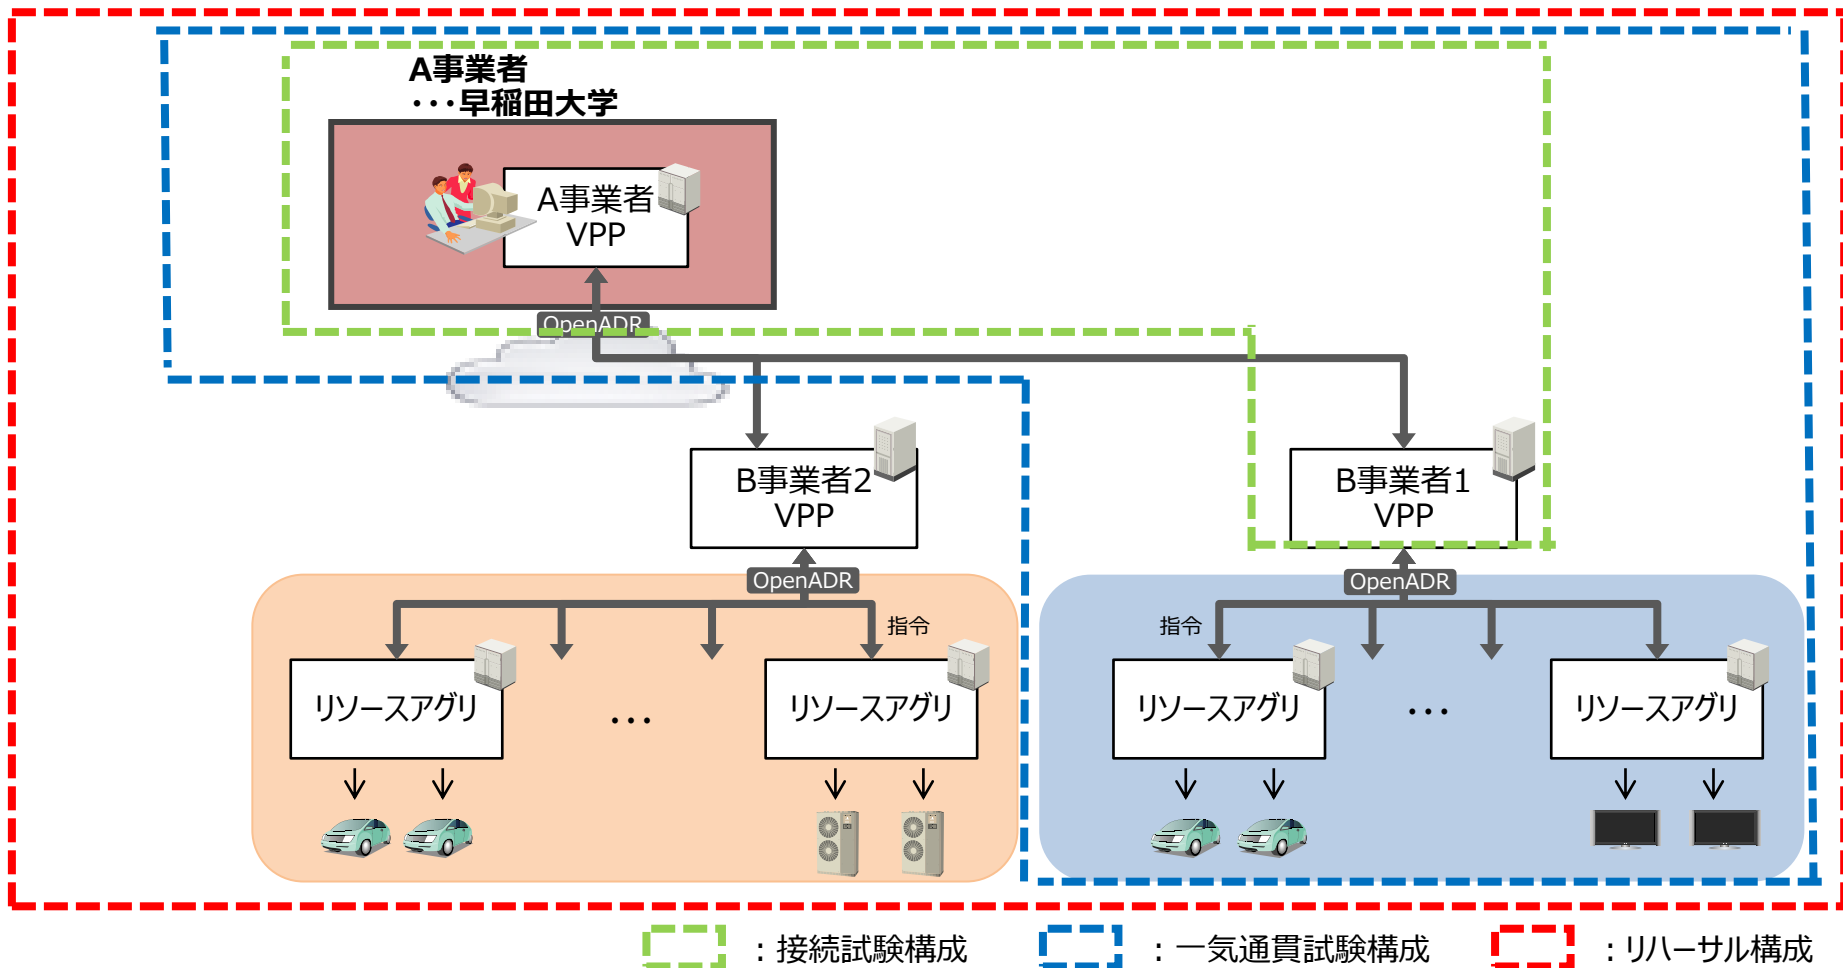 A事業者
・・・早稲田大学
A事業者
VPP
OpenADR
B事業者2
VPP
B事業者1
VPP
OpenADR
OpenADR
指令
指令
リソースアグリ
…
リソースアグリ
リソースアグリ
…
リソースアグリ
：接続試験構成
：一気通貫試験構成
：リハーサル構成